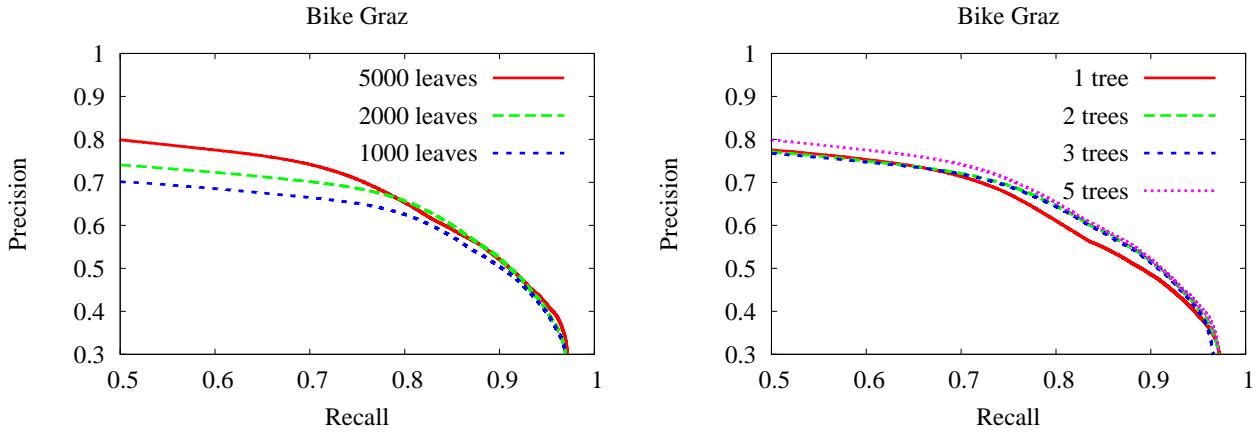 Bike Graz
1
0.9
0.8
0.7
0.6
0.5
0.4
0.3
Precision
5000 leaves
2000 leaves
1000 leaves
0.5 0.6 0.7 0.8 0.9 1
Recall
Bike Graz
1
0.9
0.8
0.7
0.6
0.5
0.4
0.3
Precision
1 tree
2 trees
3 trees
5 trees
0.5 0.6 0.7 0.8 0.9 1
Recall